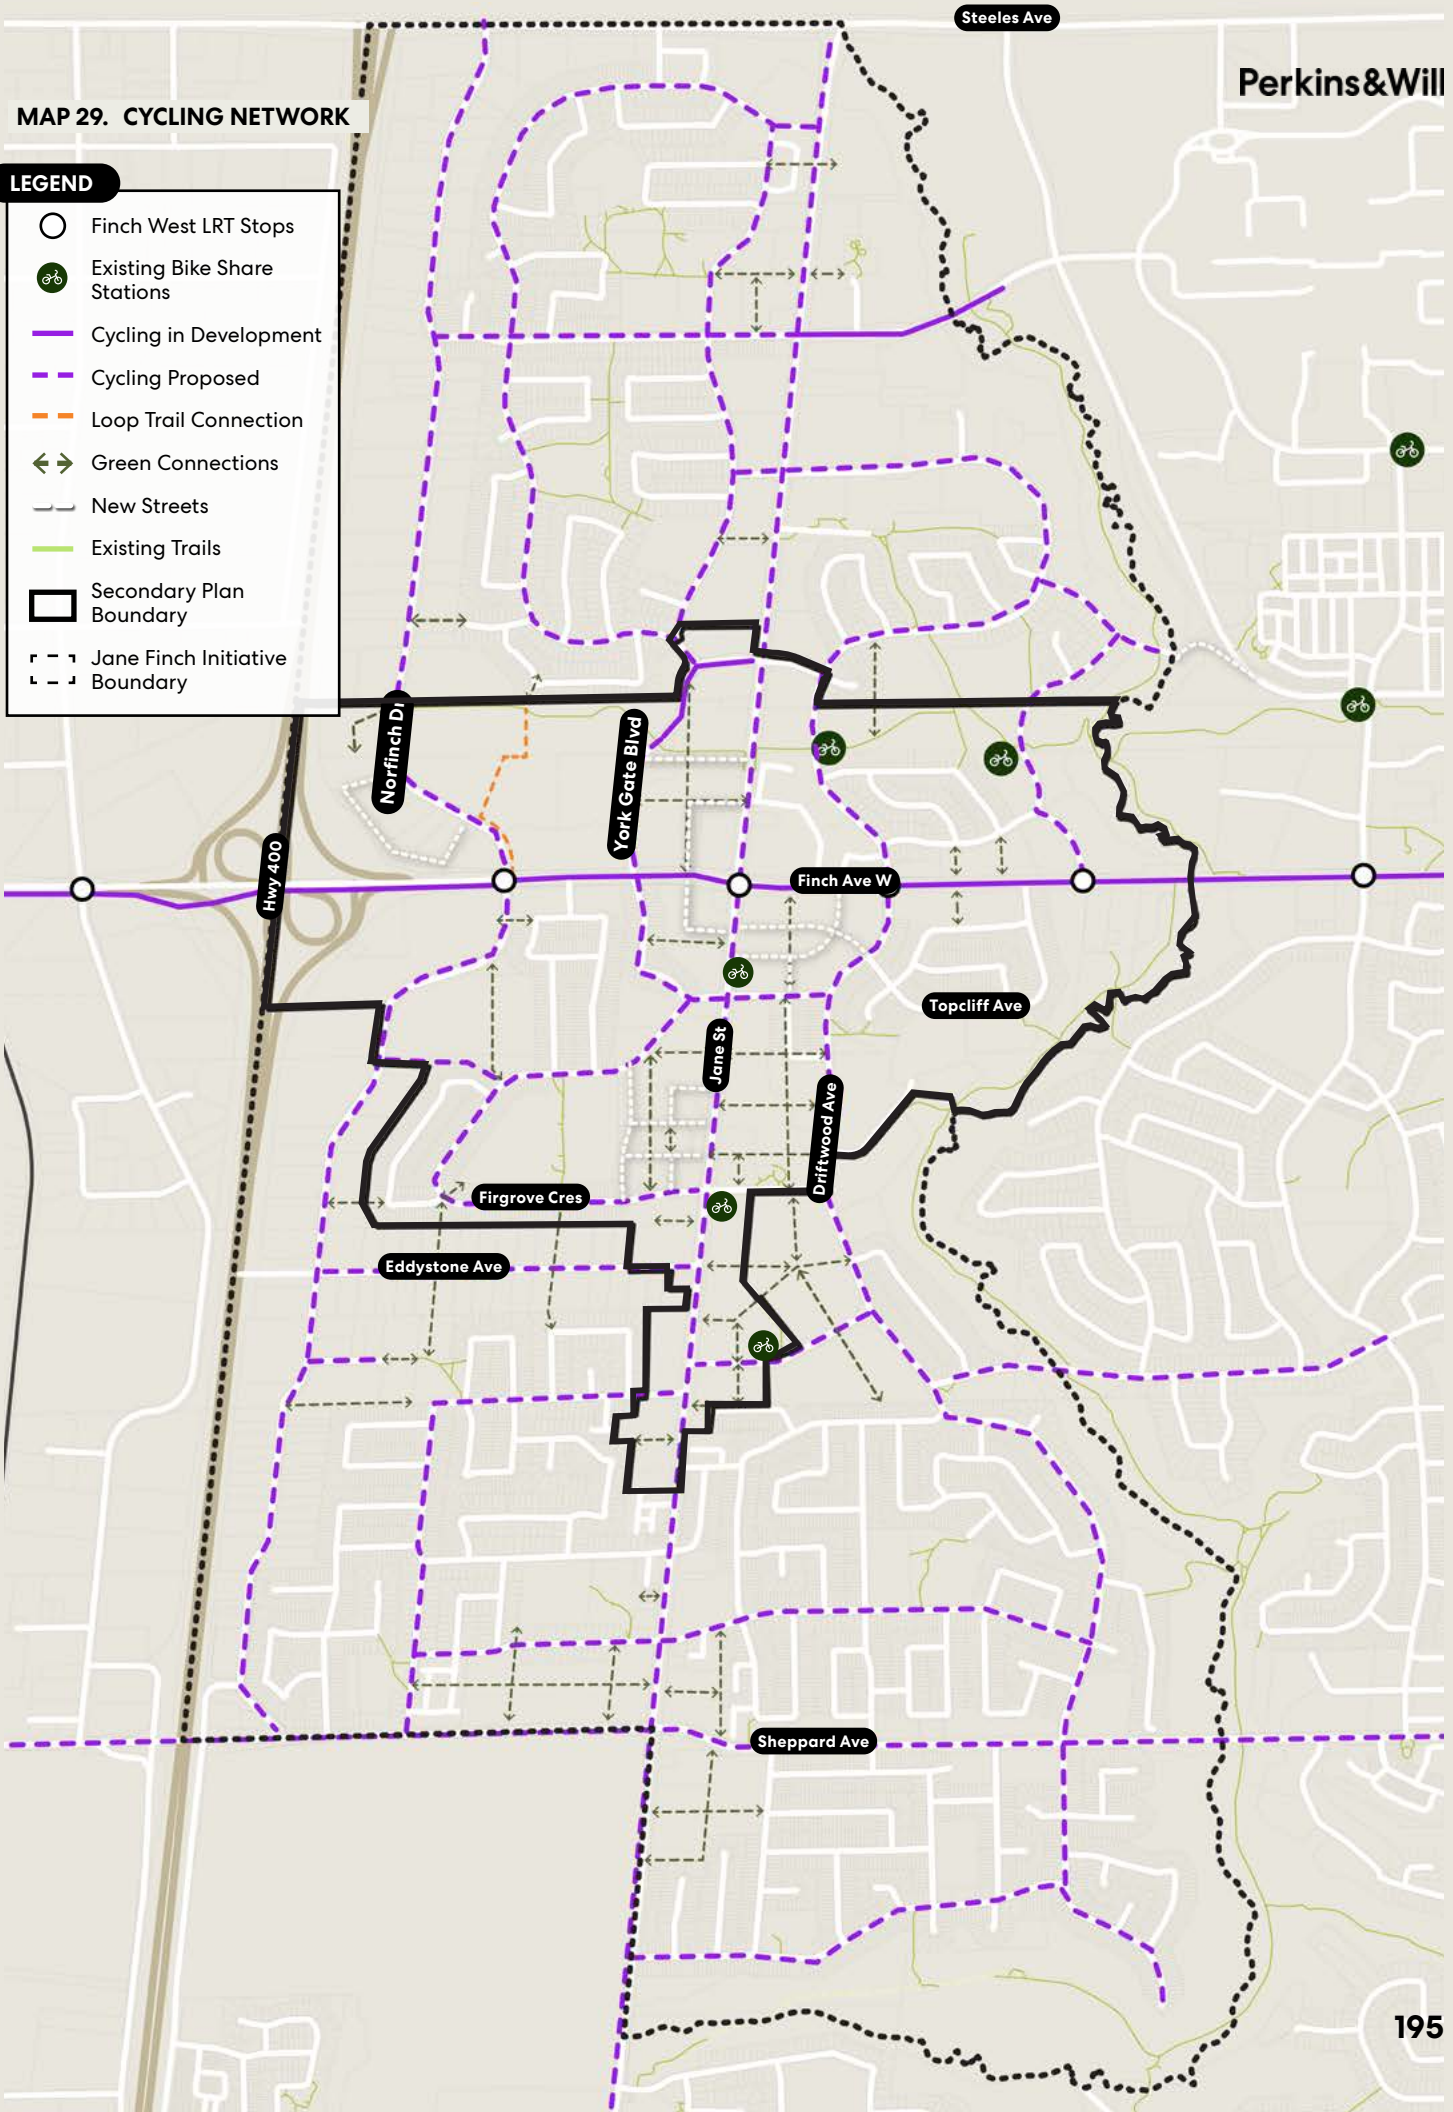 Steeles Ave
Perkins&Will
MAP 29. CYCLING NETWORK
LEGEND
Finch West LRT Stops
Existing Bike Share
Stations
Cycling in Development
Cycling Proposed
Loop Trail Connection
Green Connections
New Streets
Existing Trails
Secondary Plan
Boundary
Jane Finch Initiative
Boundary
Norfinch Dr
York Gate Blvd
Hwy 400
Finch Ave W
Topcliff Ave
Jane St
Driftwood Ave
Firgrove Cres
Eddystone Ave
Sheppard Ave
195